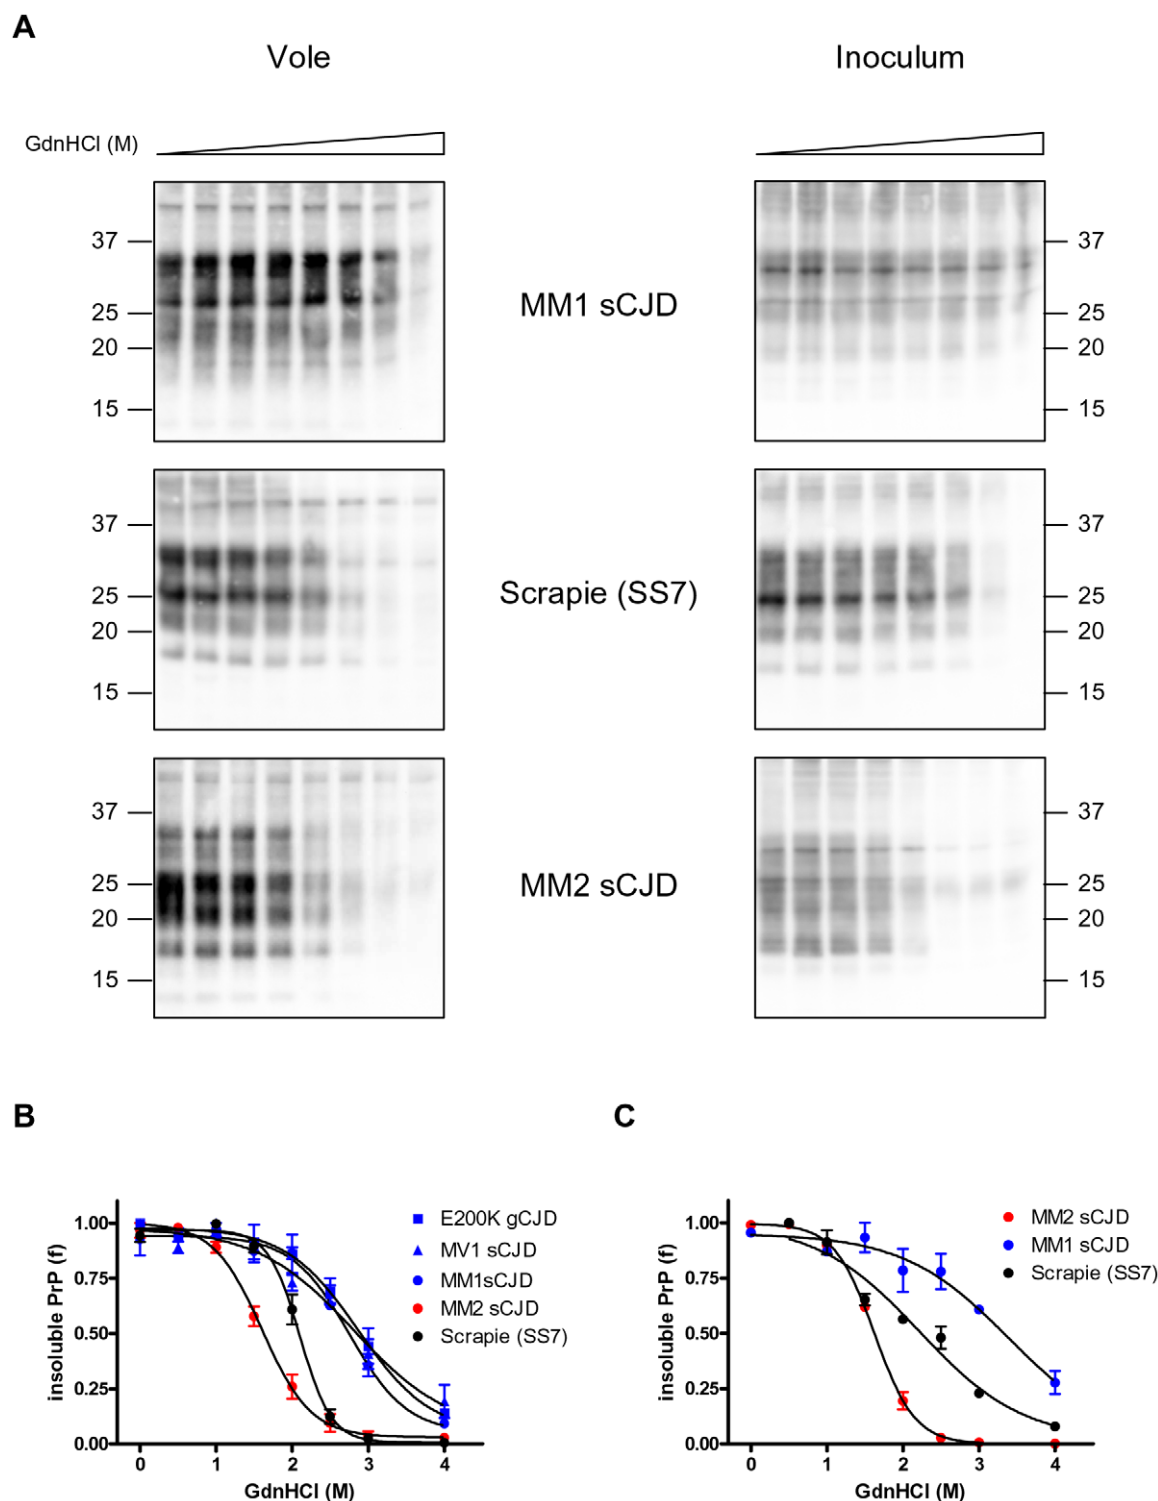 A
Vole Inoculum
GdnHCl (M)
37 37
25 MM1 sCJD 25
20 20
15 15
37 37
25 Scrapie (SS7) 25
20 20
15 15
37 37
25 MM2 sCJD 25
20 20
15 15
B
insoluble PrP (f)
1.00
0.75
0.50
0.25
0.00
0 1 2 3 4
GdnHCl (M)
E200K gCJD
MV1 sCJD
MM1sCJD
MM2 sCJD
Scrapie (SS7)
C
insoluble PrP (f)
1.00
0.75
0.50
0.25
0.00
0 1 2 3 4
GdnHCl (M)
MM2 sCJD
MM1 sCJD
Scrapie (SS7)